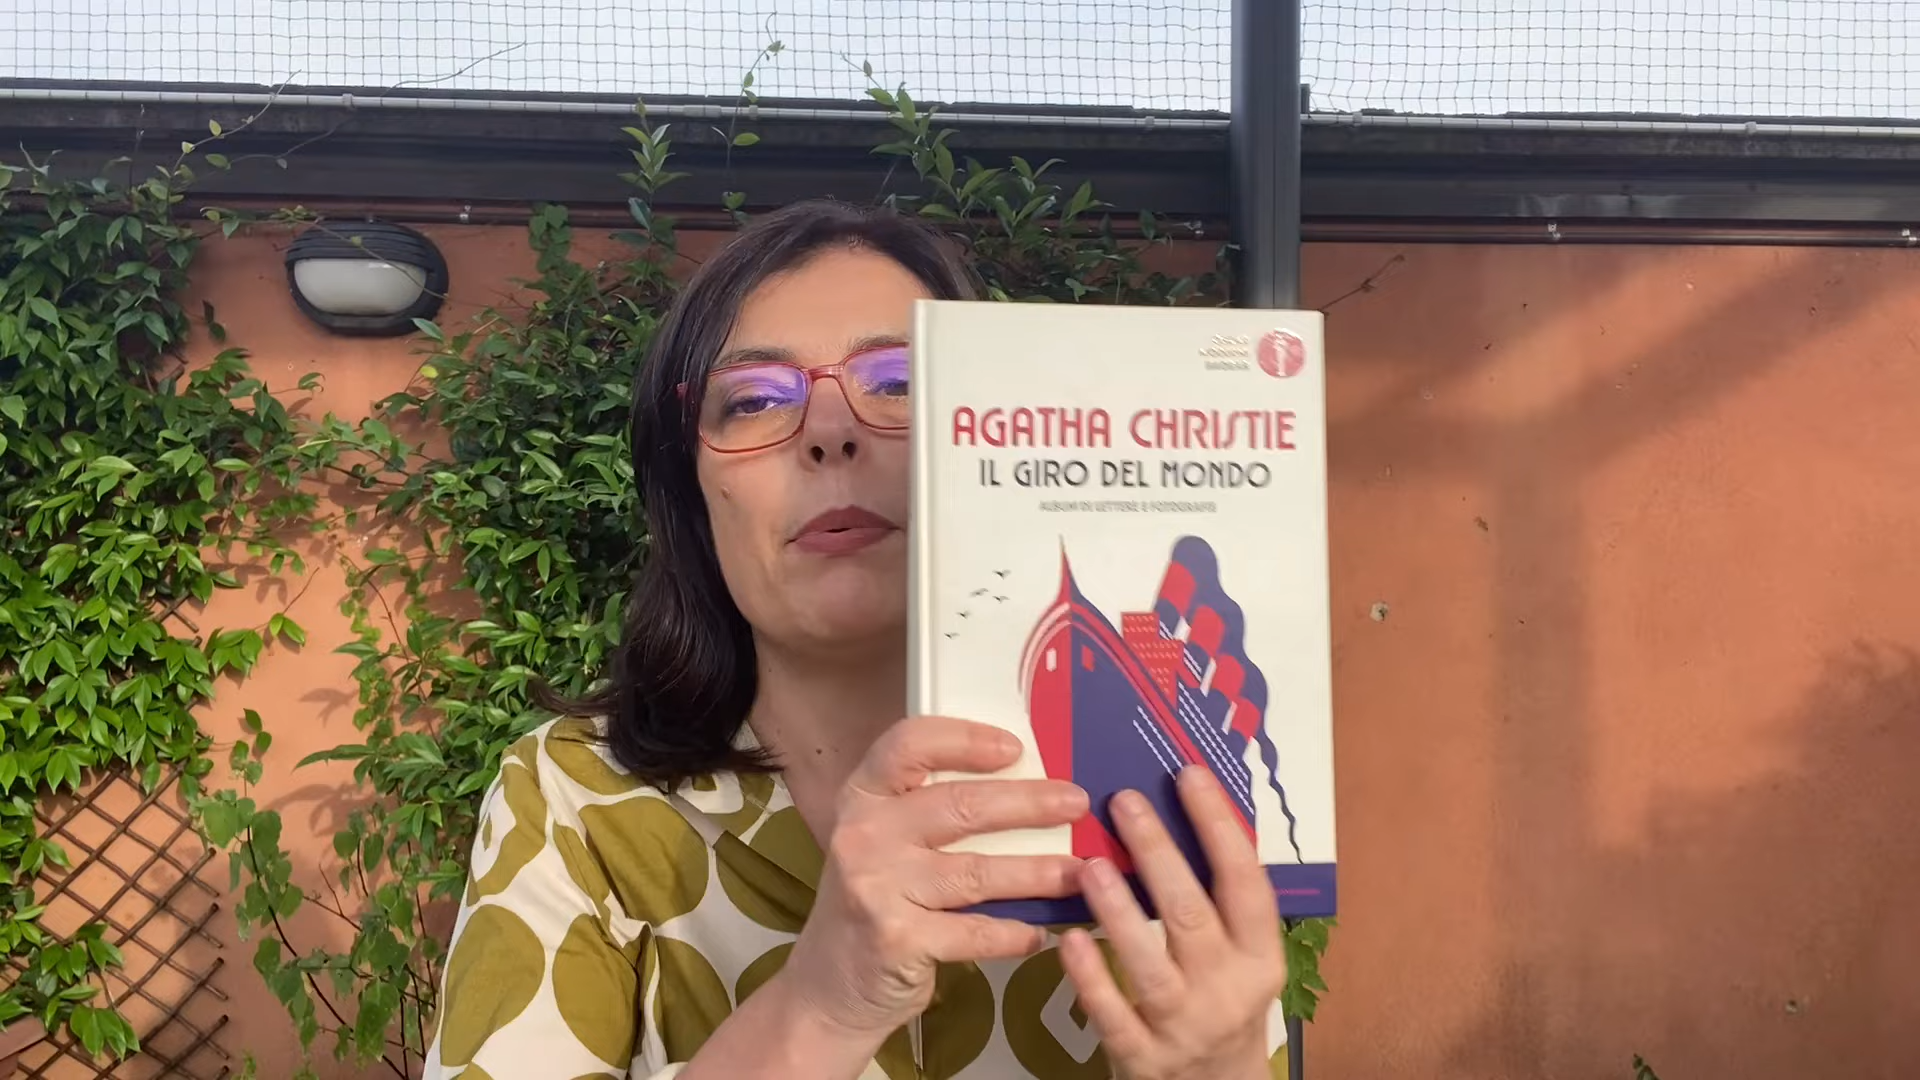 AGATHA CHRISTIE
IL GIRO DEL MONDO
ALBUM DI LETTERE E FOTOGRAFIE